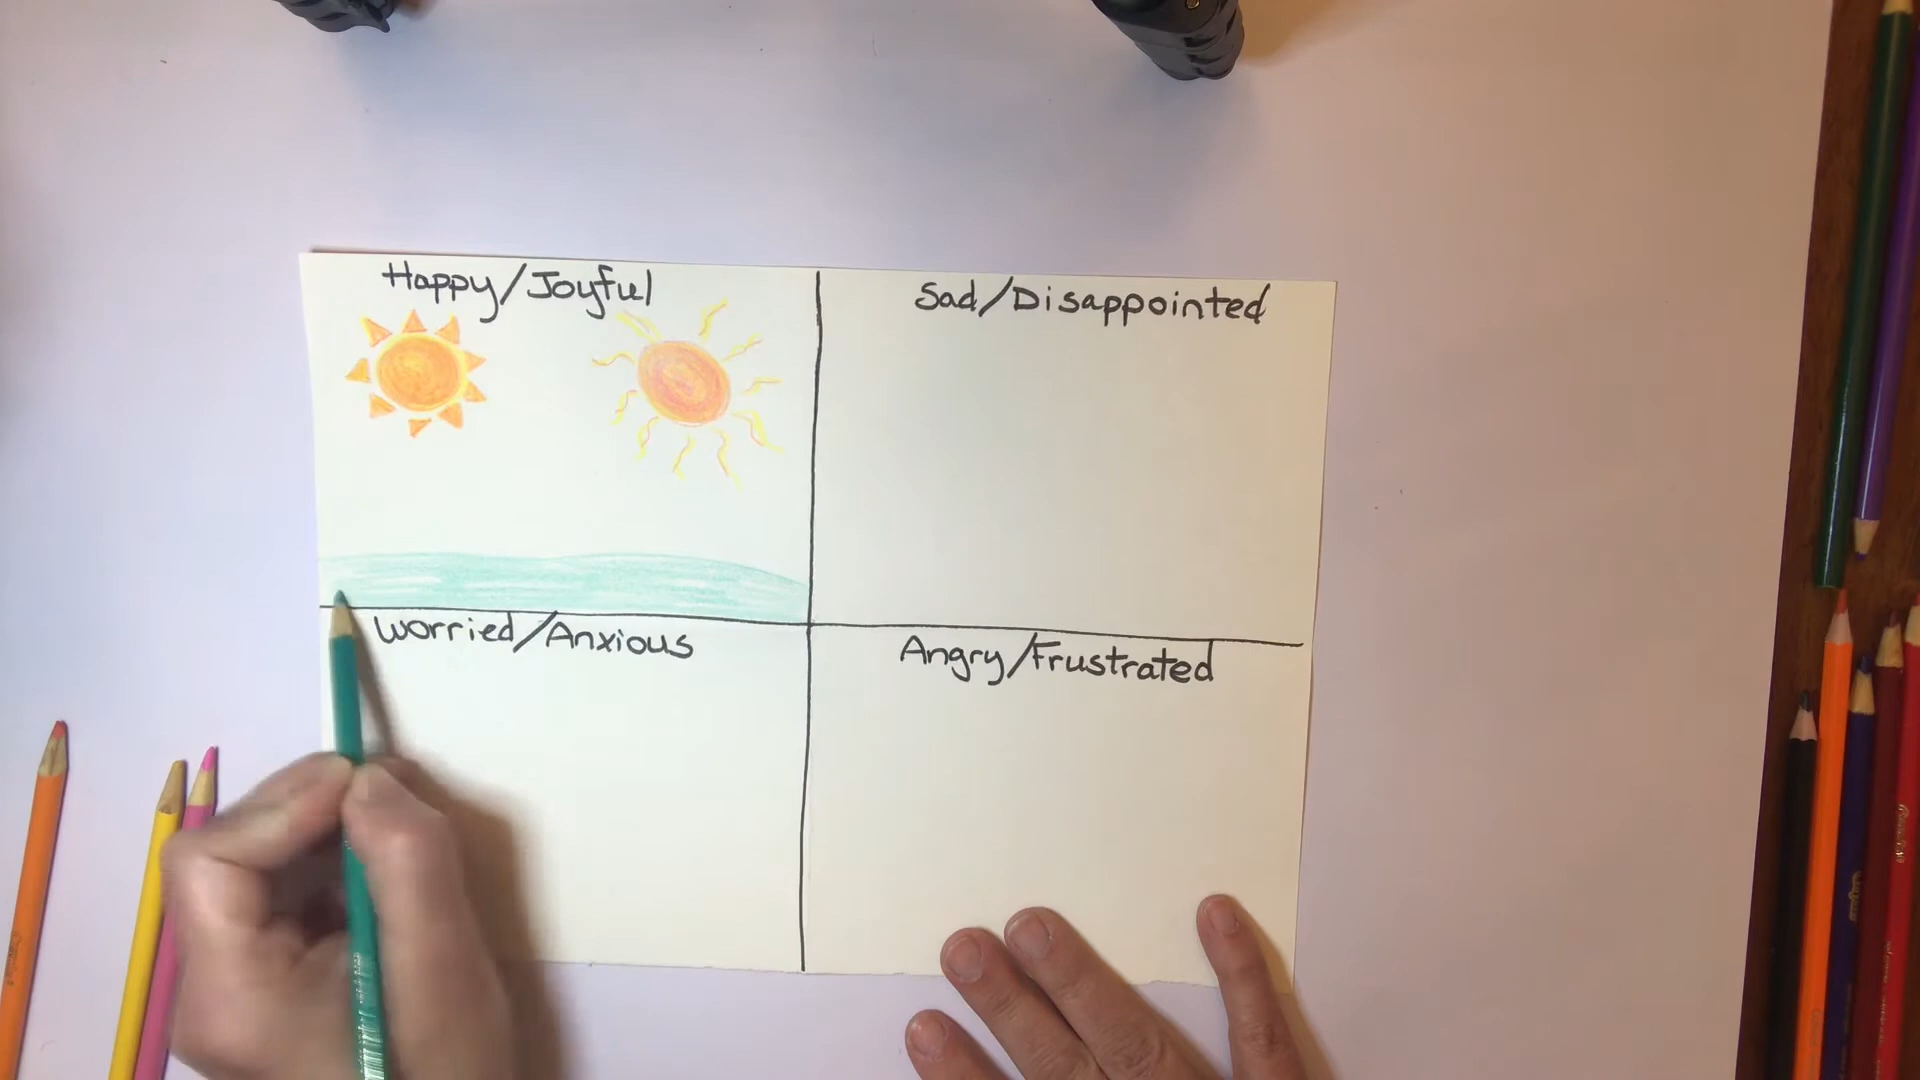 Happy/Joyful
Sad/Disappointed
Worried/Anxious
Angry/Frustrated